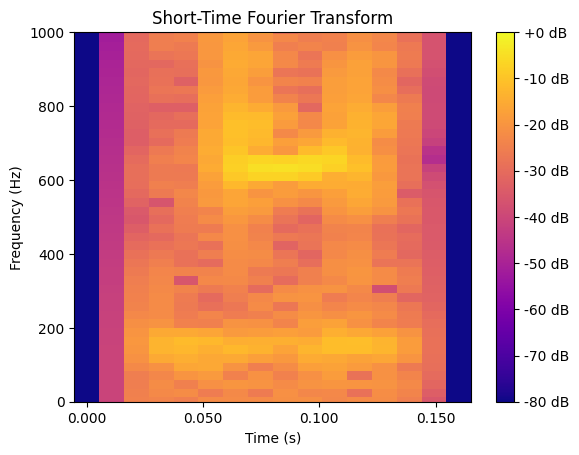 Short-Time Fourier Transform
1000
800
600
400
200
0
Frequency (Hz)
0.000
0.050
0.100
0.150
Time (s)
+0 dB
-10 dB
-20 dB
-30 dB
-40 dB
-50 dB
-60 dB
-70 dB
-80 dB